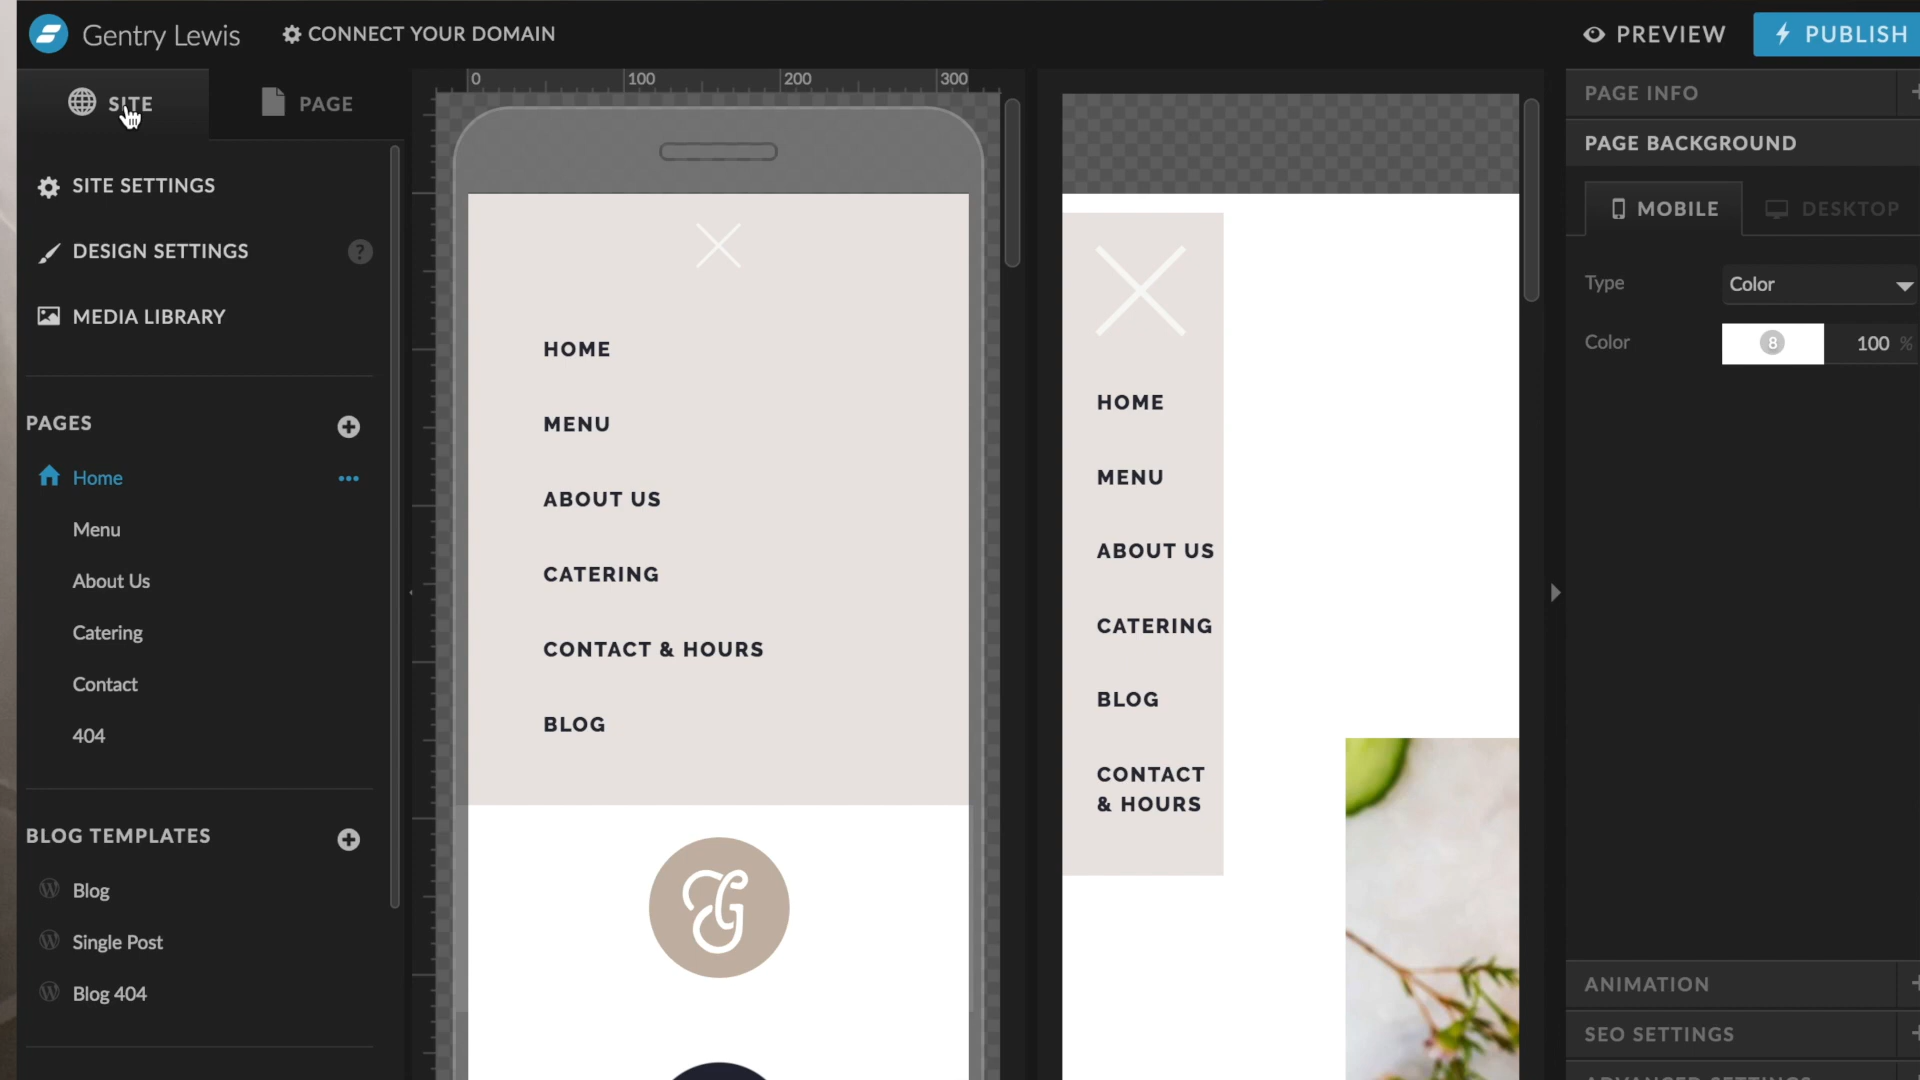 Gentry Lewis
CONNECT YOUR DOMAIN
PREVIEW
PUBLISH
SITE
PAGE
SITE SETTINGS
DESIGN SETTINGS
?
MEDIA LIBRARY
PAGES
Home
Menu
About Us
Catering
Contact
404
BLOG TEMPLATES
Blog
Single Post
Blog 404
0
100
200
300
HOME
MENU
ABOUT US
CATERING
CONTACT & HOURS
BLOG
HOME
MENU
ABOUT US
CATERING
BLOG
CONTACT
& HOURS
PAGE INFO
PAGE BACKGROUND
MOBILE
DESKTOP
Type
Color
Color
8
100 %
ANIMATION
SEO SETTINGS
ADVANCED SETTINGS